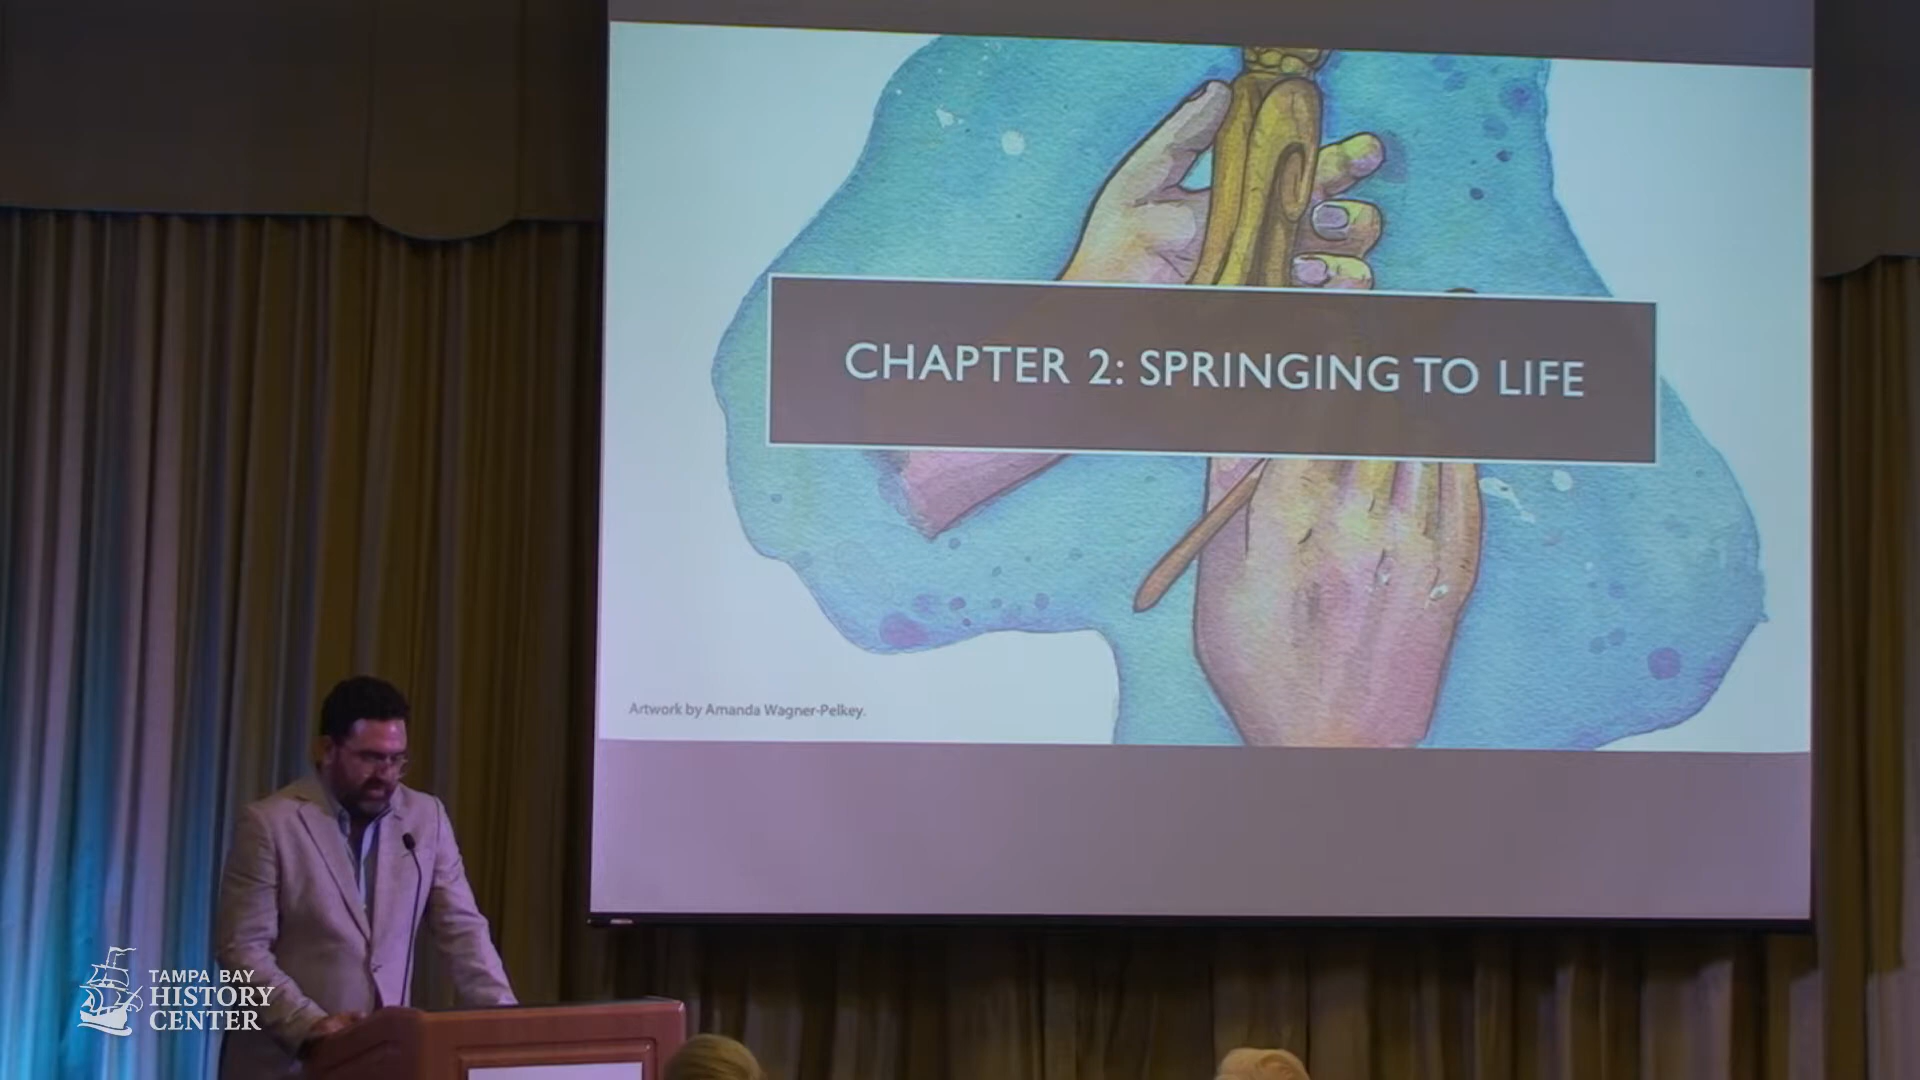 CHAPTER 2: SPRINGING TO LIFE
Artwork by Amanda Wagner-Pelkey.
TAMPA BAY
HISTORY
CENTER